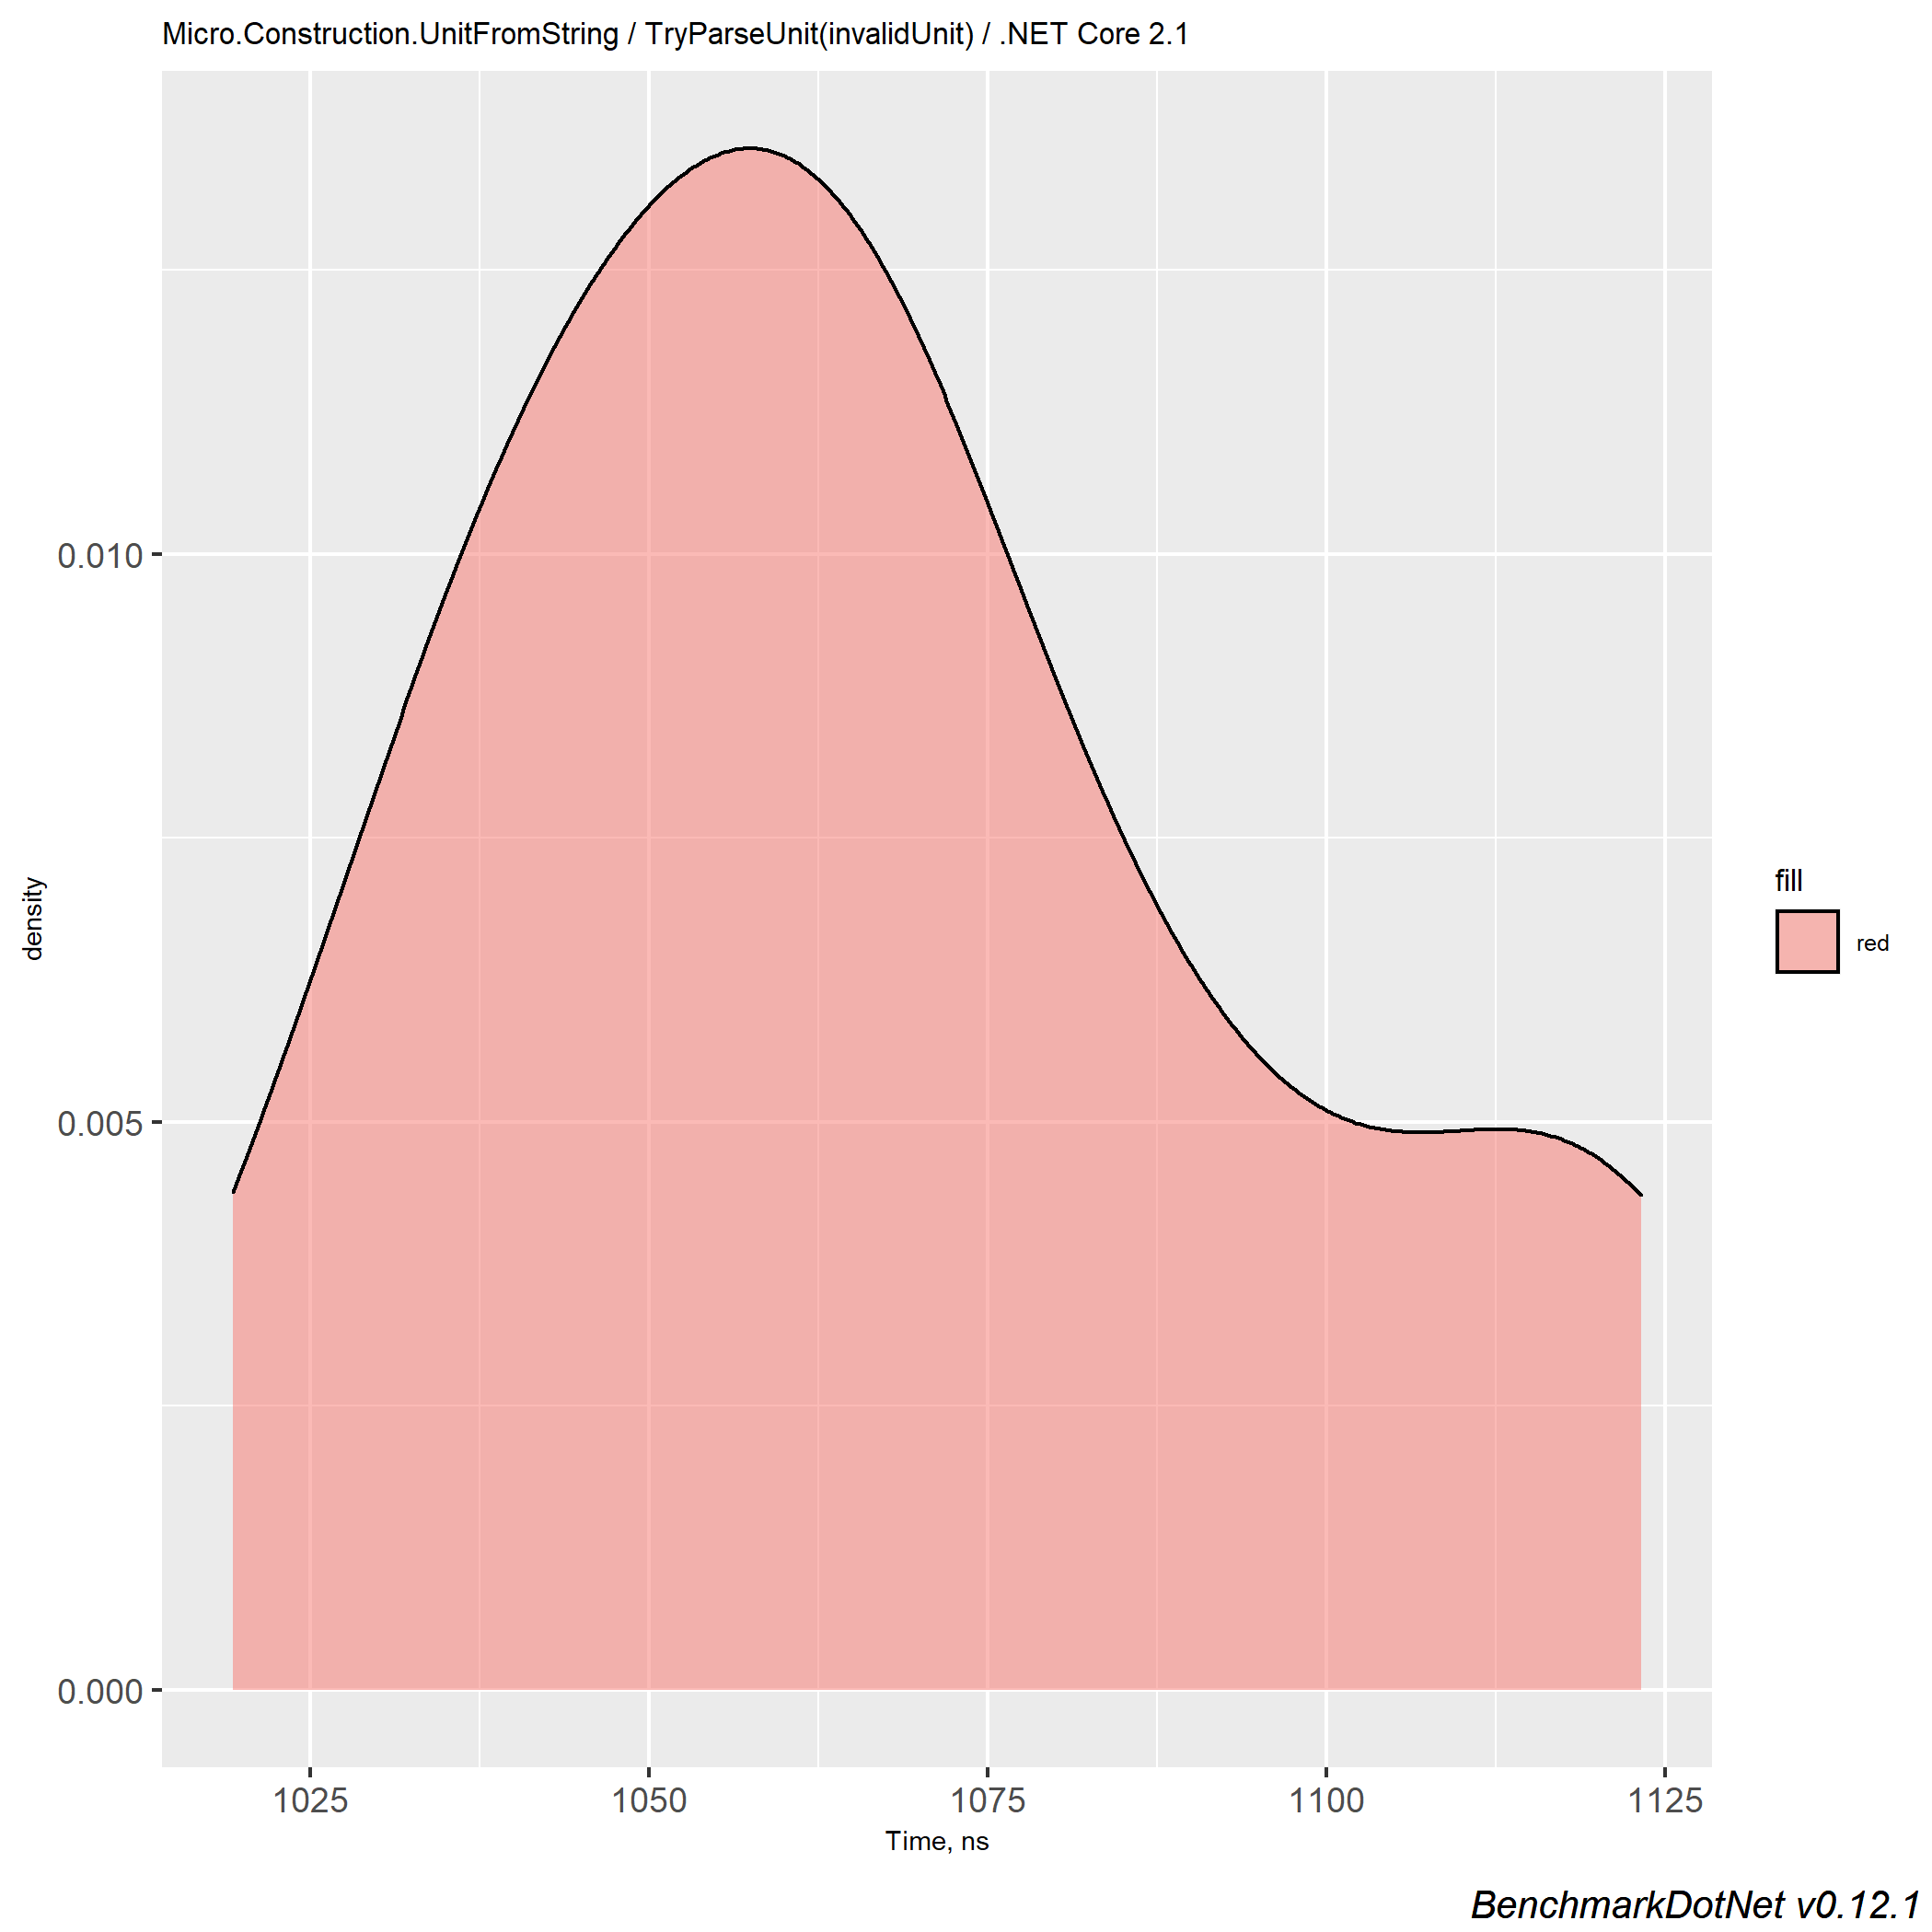 Micro.Construction.UnitFromString / TryParseUnit(invalidUnit) / .NET Core 2.1
density
0.010
0.005
0.000
1025
1050
1075
1100
1125
Time, ns
fill
red
BenchmarkDotNet v0.12.1